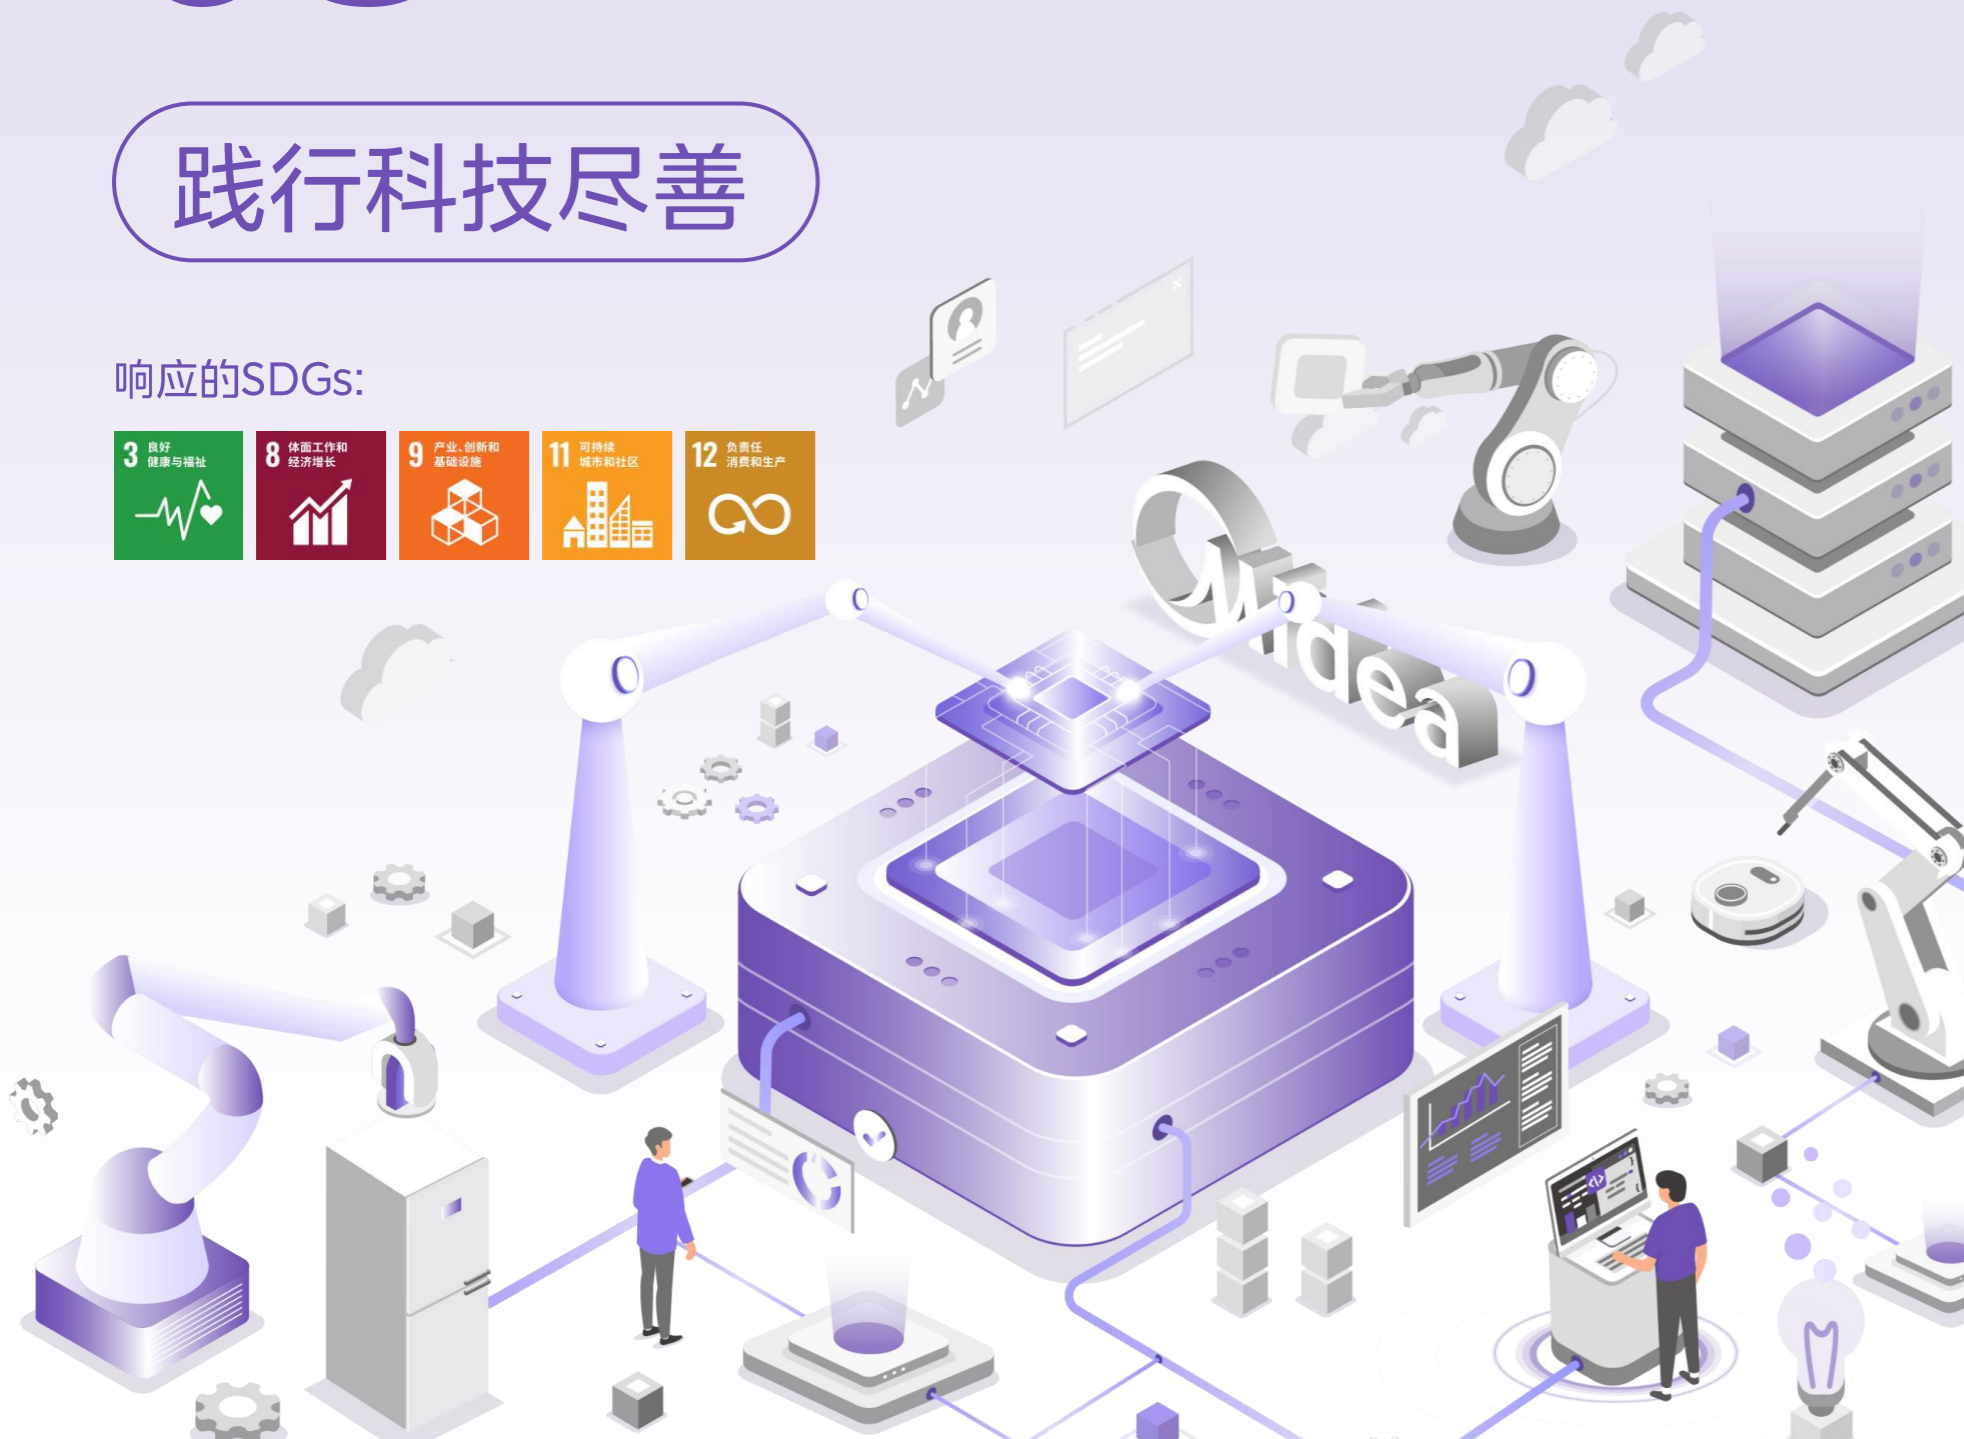 践行科技尽善
响应的SDGs:
3 良好
健康与福祉
8 体面工作和
经济增长
9 产业、创新和
基础设施
11 可持续
城市和社区
12 负责任
消费和生产
Midea